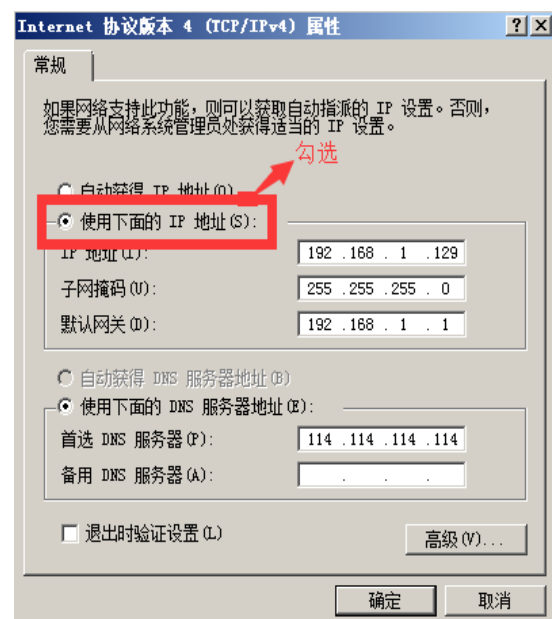 Internet 协议版本 4 (TCP/IPv4) 属性
常规
如果网络支持此功能，则可以获取自动指派的 IP 设置。否则，
您需要从网络系统管理员处获得适当的 IP 设置。
勾选
自动获得 IP 地址(O)
使用下面的 IP 地址(S):
IP 地址(I): 192 .168 . 1 .129
子网掩码(U): 255 .255 .255 . 0
默认网关(D): 192 .168 . 1 . 1
自动获得 DNS 服务器地址(B)
使用下面的 DNS 服务器地址(E):
首选 DNS 服务器(P): 114 .114 .114 .114
备用 DNS 服务器(A): . . .
退出时验证设置(L)
高级(V)...
确定 取消